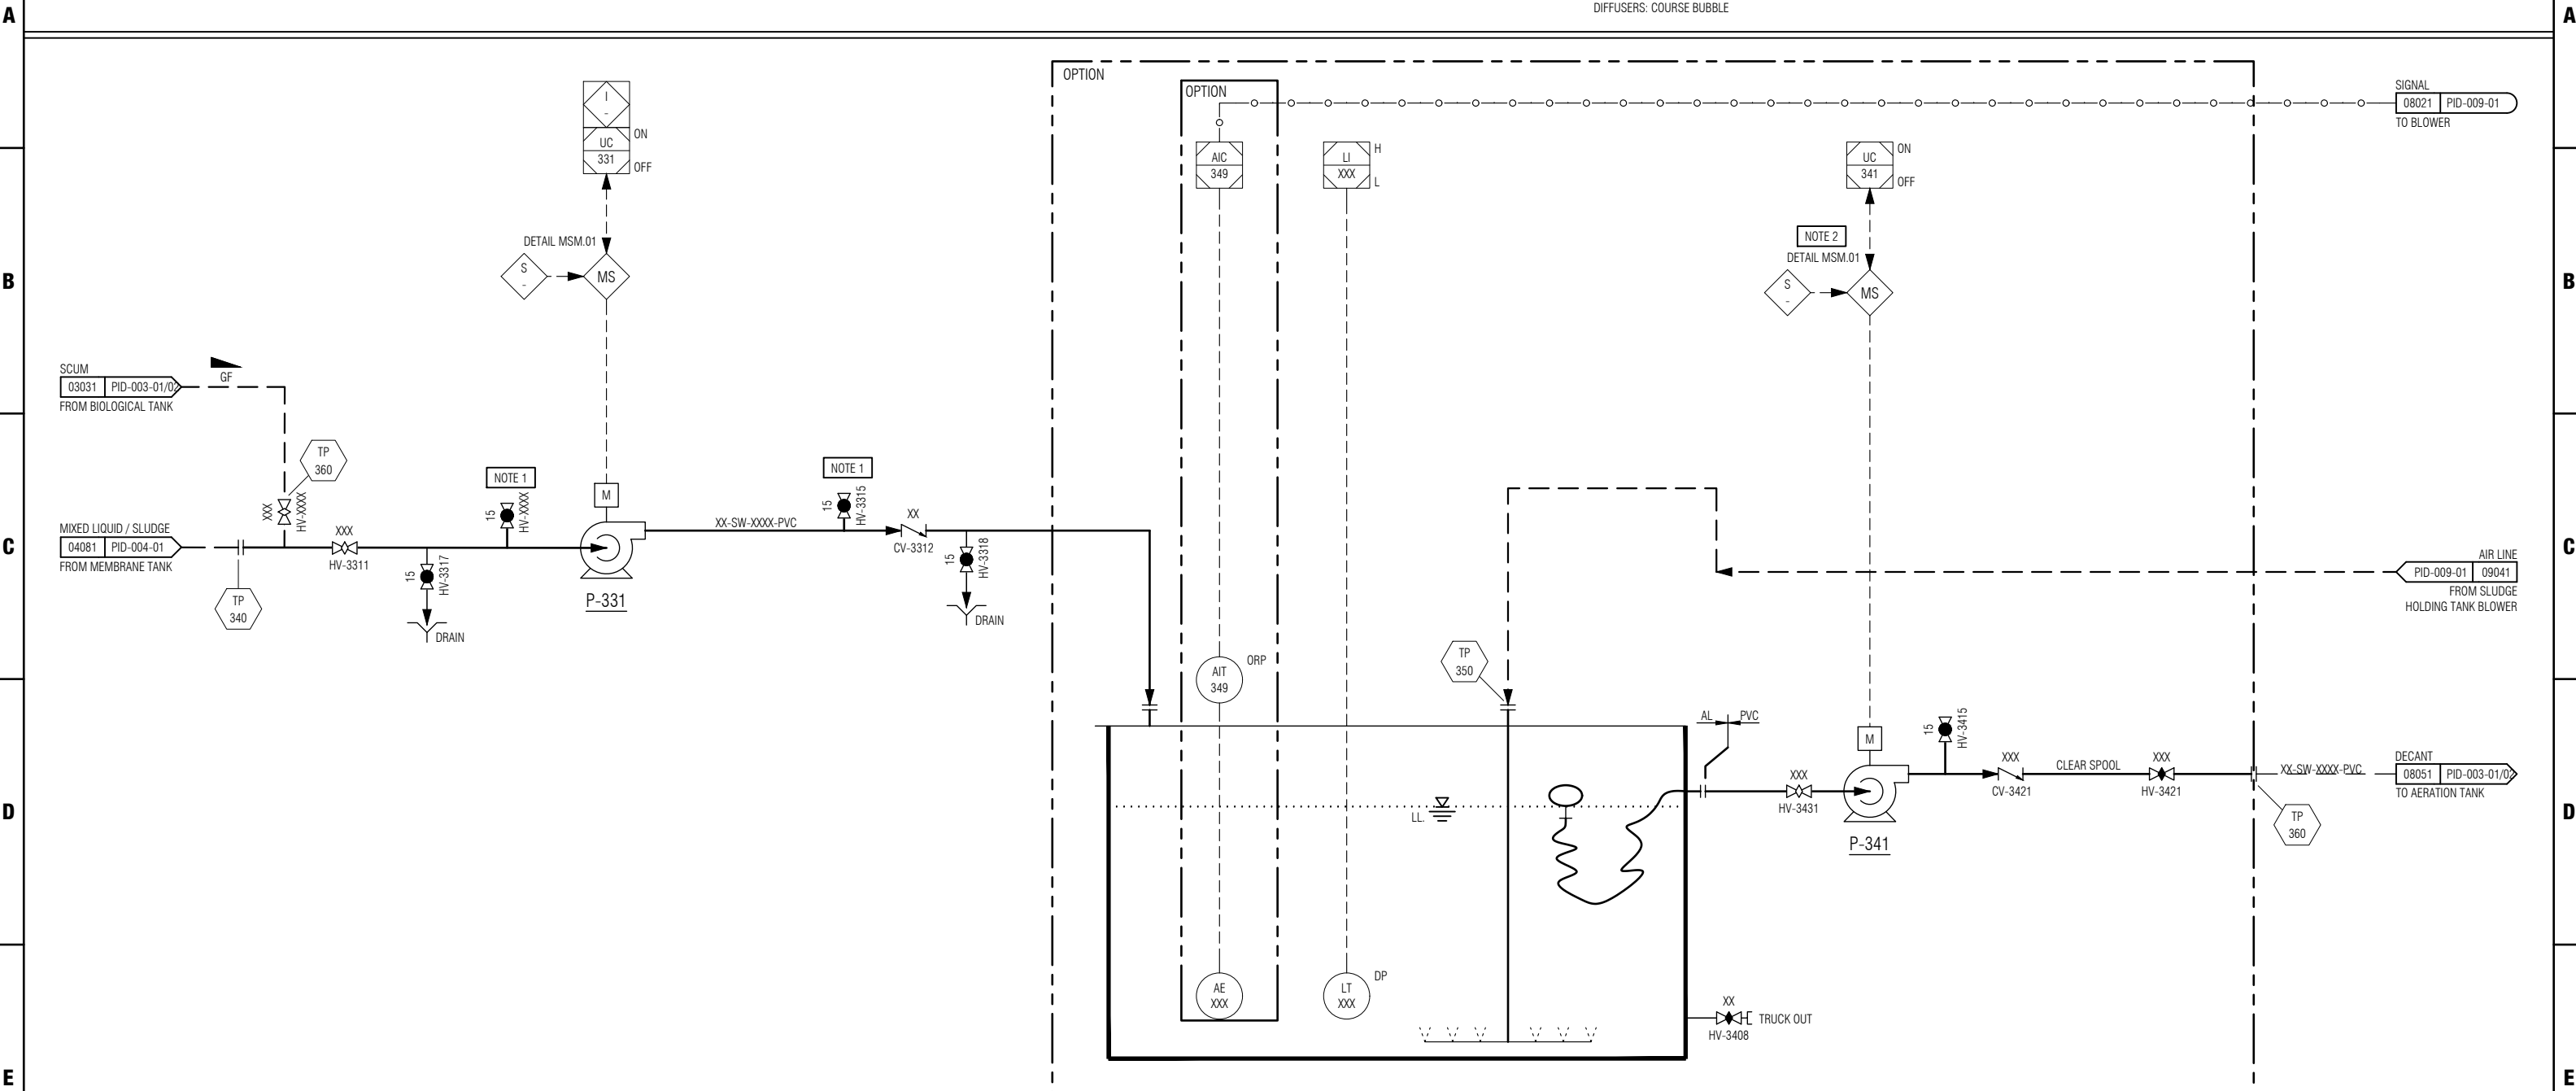 DIFFUSERS: COURSE BUBBLE
A
A
OPTION
OPTION
SIGNAL
08021 PID-009-01
TO BLOWER
I
-
UC
331
ON
OFF
AIC
349
LI
XXX
H
L
UC
341
ON
OFF
DETAIL MSM.01
S
-
MS
NOTE 2
DETAIL MSM.01
S
-
MS
B
B
SCUM
03031 PID-003-01/02
FROM BIOLOGICAL TANK
GF
TP
360
XXX
HV-XXXX
MIXED LIQUID / SLUDGE
04081 PID-004-01
FROM MEMBRANE TANK
TP
340
XXX
HV-3311
15
HV-3317
DRAIN
NOTE 1
15
HV-XXXX
M
P-331
XX-SW-XXXX-PVC
NOTE 1
15
HV-3315
XX
CV-3312
15
HV-3318
DRAIN
C
C
AIR LINE
PID-009-01 09041
FROM SLUDGE
HOLDING TANK BLOWER
AIT
349
ORP
TP
350
AL
PVC
M
15
HV-3415
XXX
HV-3431
P-341
XXX
CV-3421
CLEAR SPOOL
XXX
HV-3421
XX-SW-XXXX-PVC
DECANT
08051 PID-003-01/02
TO AERATION TANK
TP
360
LL.
D
D
AE
XXX
LT
XXX
DP
XX
HV-3408
TRUCK OUT
E
E